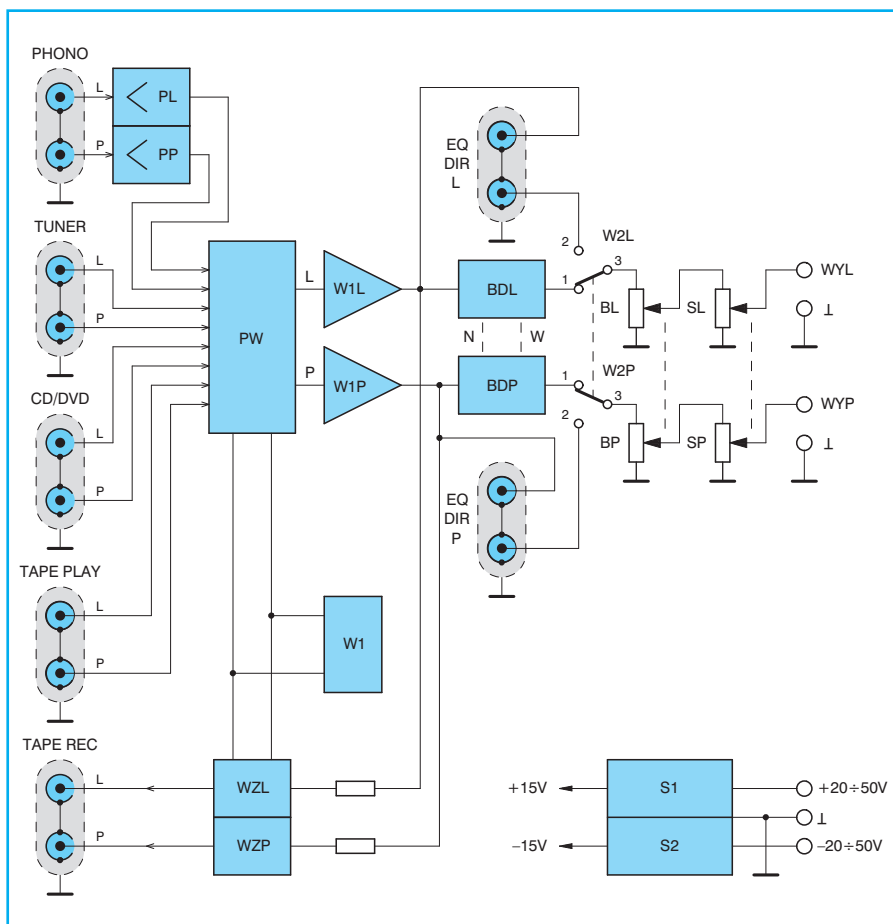 PHONO
L
PL
P
PP
TUNER
L
P
CD/DVD
L
P
TAPE PLAY
L
P
TAPE REC
L
P
PW
L
W1L
P
W1P
EQ
DIR
L
BDL
N
W
BDP
EQ
DIR
P
2
W2L
3
1
BL
SL
WYL
⊥
W2P
1
3
2
BP
SP
WYP
⊥
W1
WZL
WZP
+15V
S1
+20÷50V
⊥
−15V
S2
−20÷50V